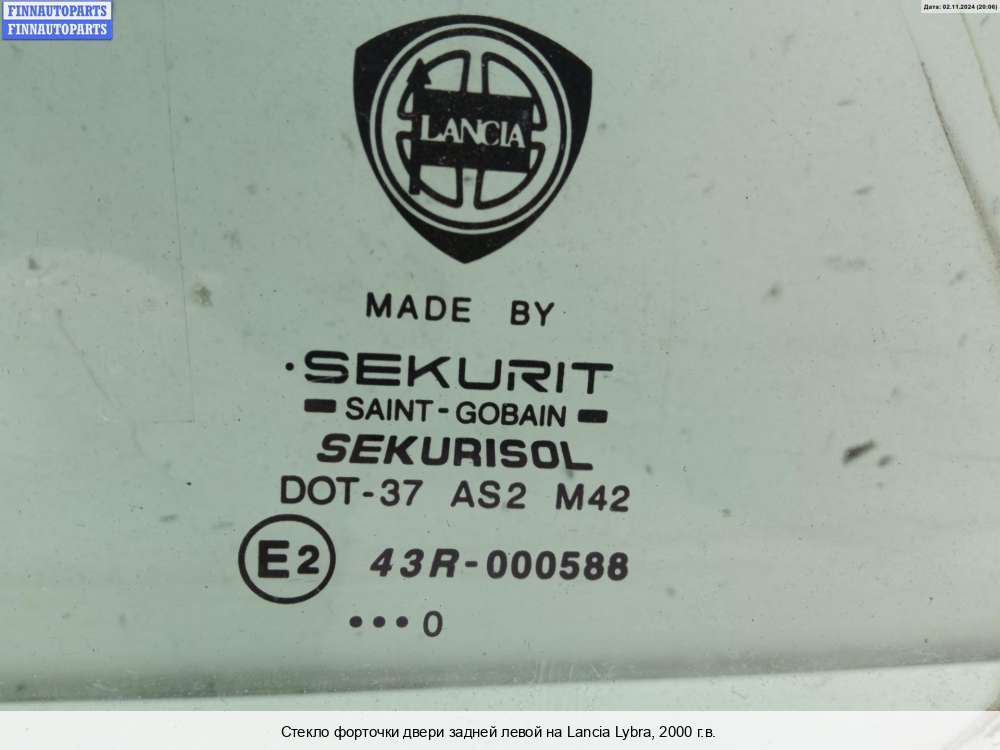 FINNAUTOPARTS
FINNAUTOPARTS
Дата: 02.11.2024 (20:06)
LANCIA
MADE BY
SEKURIT
SAINT-GOBAIN
SEKURISOL
DOT-37 AS2 M42
E2 43R-000588
•••0
Стекло форточки двери задней левой на Lancia Lybra, 2000 г.в.